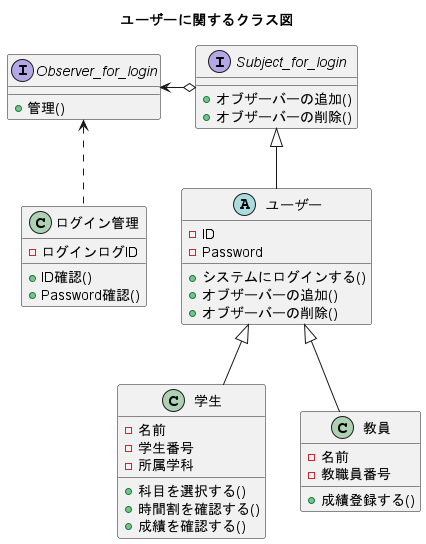 ユーザーに関するクラス図
I Observer_for_login
管理()
I Subject_for_login
オブザーバーの追加()
オブザーバーの削除()
C ログイン管理
ログインログID
ID確認()
Password確認()
A ユーザー
ID
Password
システムにログインする()
オブザーバーの追加()
オブザーバーの削除()
C 学生
名前
学生番号
所属学科
科目を選択する()
時間割を確認する()
成績を確認する()
C 教員
名前
教職員番号
成績登録する()